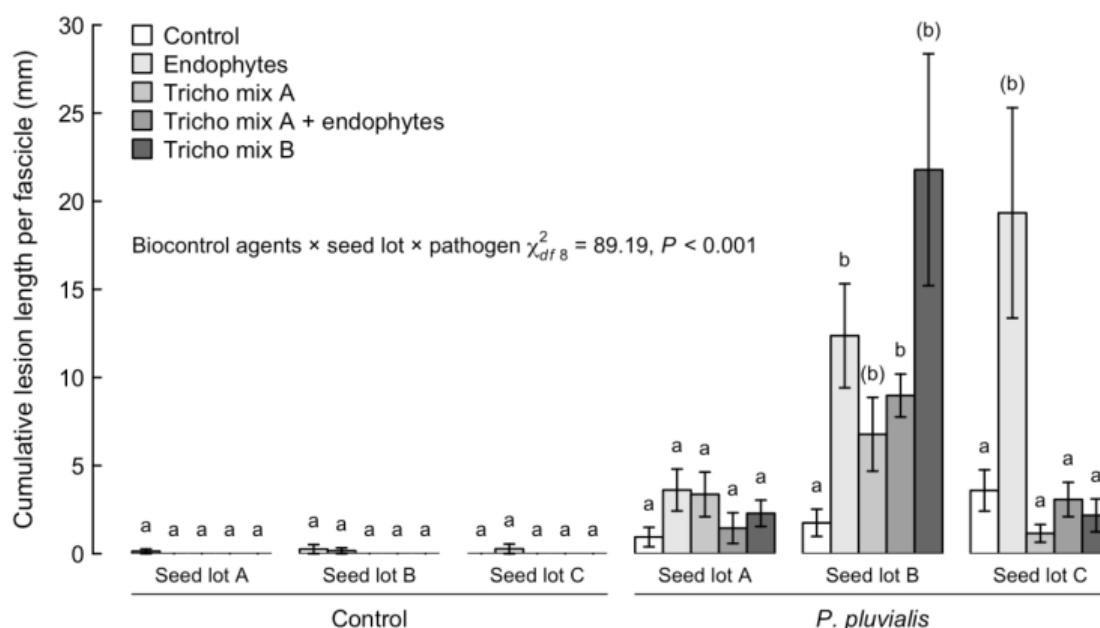 Cumulative lesion length per fascicle (mm)
30
25
20
15
10
5
0
Control
Endophytes
Tricho mix A
Tricho mix A + endophytes
Tricho mix B
Biocontrol agents × seed lot × pathogen χ² df 8 = 89.19, P < 0.001
a a a a a
a a a a a
a a a a a
a a a a a
a b (b) b (b)
a (b) a a a
Seed lot A
Seed lot B
Seed lot C
Seed lot A
Seed lot B
Seed lot C
Control
P. pluvialis